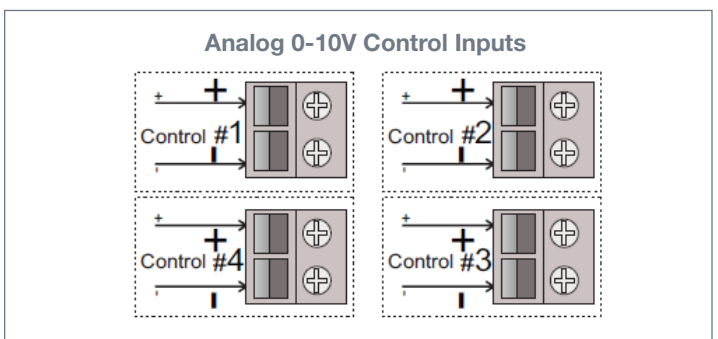 Analog 0-10V Control Inputs
+ +
Control #1
- -
+ +
Control #2
- -
+ +
Control #4
- -
+ +
Control #3
- -